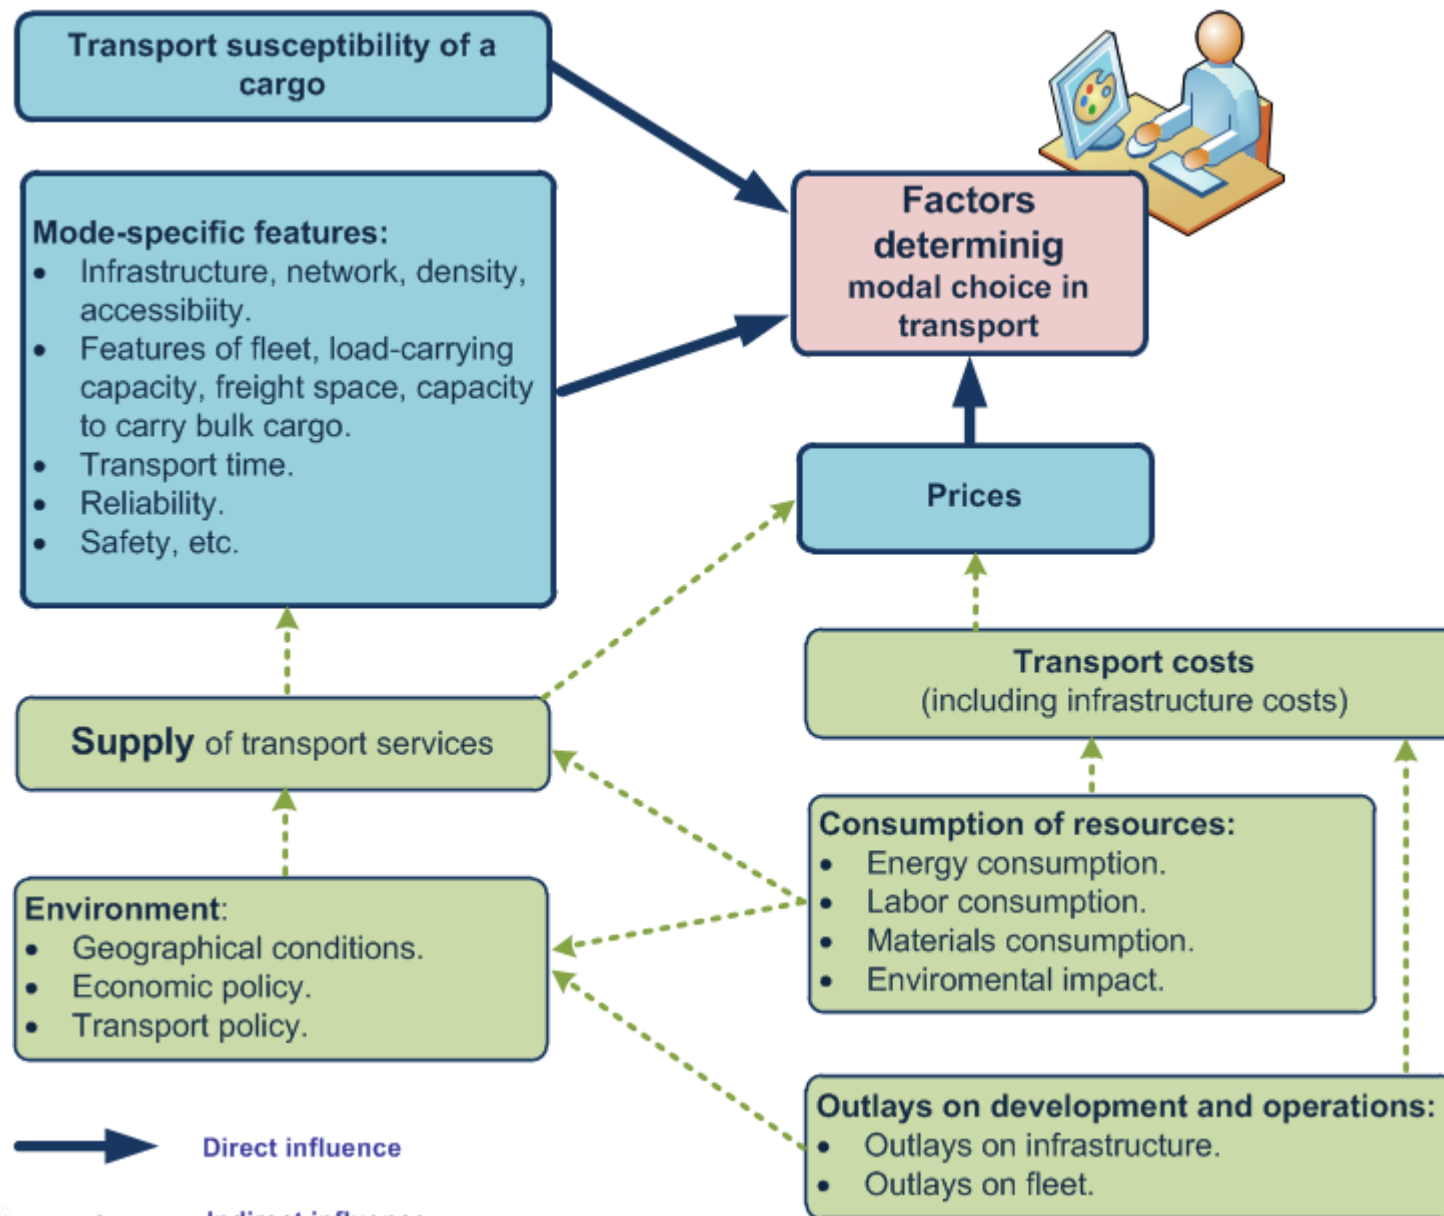 Transport susceptibility of a
cargo
Mode-specific features:
• Infrastructure, network, density,
accessibiity.
• Features of fleet, load-carrying
capacity, freight space, capacity
to carry bulk cargo.
• Transport time.
• Reliability.
• Safety, etc.
Factors
determinig
modal choice in
transport
Prices
Transport costs
(including infrastructure costs)
Supply of transport services
Consumption of resources:
• Energy consumption.
• Labor consumption.
• Materials consumption.
• Enviromental impact.
Environment:
• Geographical conditions.
• Economic policy.
• Transport policy.
Outlays on development and operations:
• Outlays on infrastructure.
• Outlays on fleet.
Direct influence
Indirect influence